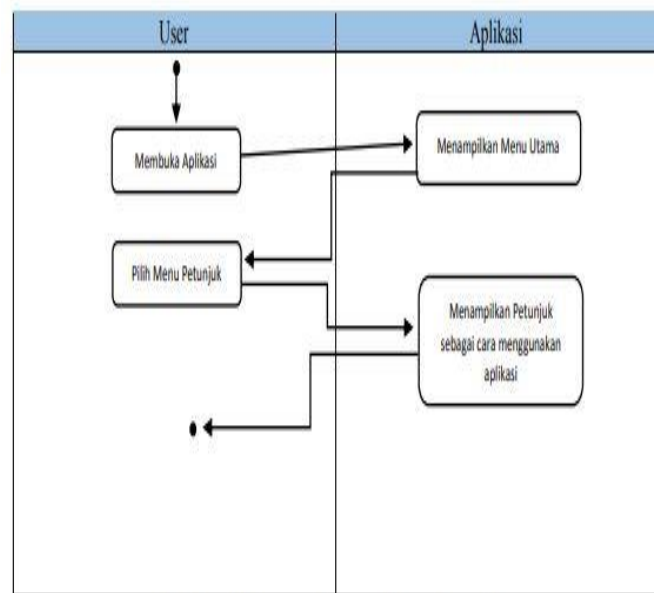 User
Aplikasi
Membuka Aplikasi
Menampilkan Menu Utama
Pilih Menu Petunjuk
Menampilkan Petunjuk
sebagai cara menggunakan
aplikasi